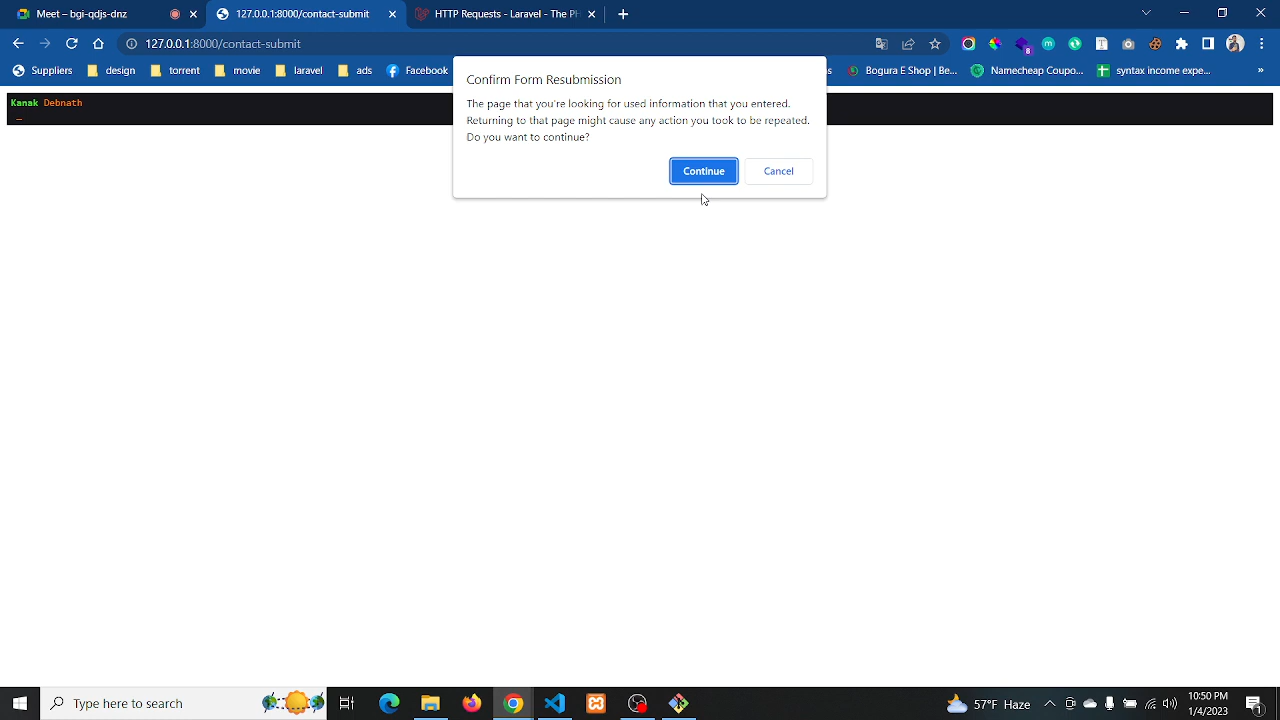 Meet – bgi-qdjs-dnz
127.0.0.1:8000/contact-submit
HTTP Requests - Laravel - The PH
127.0.0.1:8000/contact-submit
Suppliers design torrent movie laravel ads Facebook
s Bogura E Shop | Be... Namecheap Coupo... syntax income expe... »
Kanak Debnath
Confirm Form Resubmission
The page that you're looking for used information that you entered.
Returning to that page might cause any action you took to be repeated.
Do you want to continue?
Continue Cancel
Type here to search
57°F Haze
10:50 PM
1/4/2023